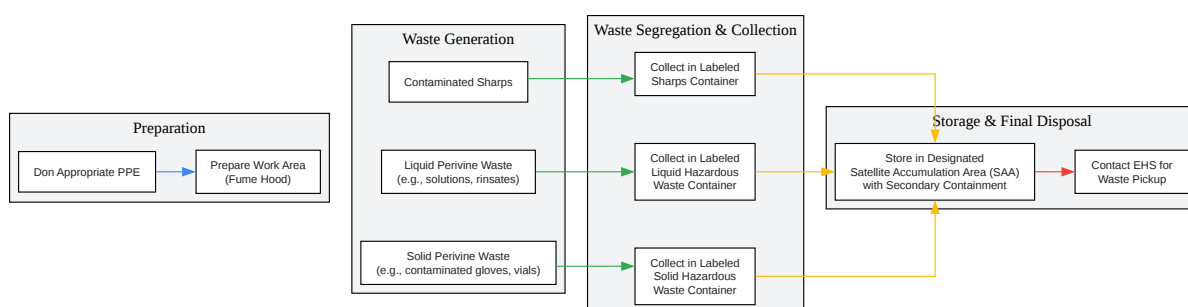 Preparation
Don Appropriate PPE
Prepare Work Area
(Fume Hood)
Waste Generation
Contaminated Sharps
Liquid Perivine Waste
(e.g., solutions, rinsates)
Solid Perivine Waste
(e.g., contaminated gloves, vials)
Waste Segregation & Collection
Collect in Labeled
Sharps Container
Collect in Labeled
Liquid Hazardous
Waste Container
Collect in Labeled
Solid Hazardous
Waste Container
Storage & Final Disposal
Store in Designated
Satellite Accumulation Area (SAA)
with Secondary Containment
Contact EHS for
Waste Pickup